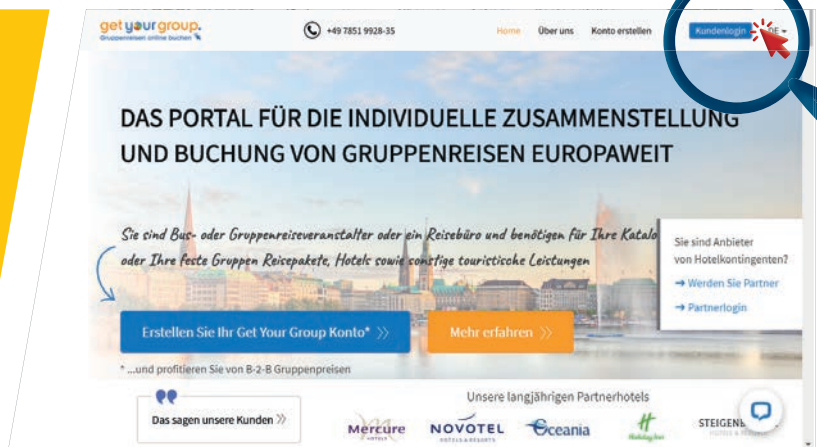 get your group.
Gruppenreisen online buchen
+49 7851 9928-35
Home Über uns Konto erstellen Kundenlogin DE
DAS PORTAL FÜR DIE INDIVIDUELLE ZUSAMMENSTELLUNG
UND BUCHUNG VON GRUPPENREISEN EUROPAWEIT
Sie sind Bus- oder Gruppenreiseveranstalter oder ein Reisebüro und benötigen für Ihre Katalo
oder Ihre feste Gruppen Reisepakete, Hotels sowie sonstige touristische Leistungen
Sie sind Anbieter
von Hotelkontingenten?
→ Werden Sie Partner
→ Partnerlogin
Erstellen Sie Ihr Get Your Group Konto* »
Mehr erfahren »
* ...und profitieren Sie von B-2-B Gruppenpreisen
Das sagen unsere Kunden »
Unsere langjährigen Partnerhotels
Mercure
HOTELS
NOVOTEL
HOTELS & RESORTS
Oceania
Holiday Inn
STEIGEN